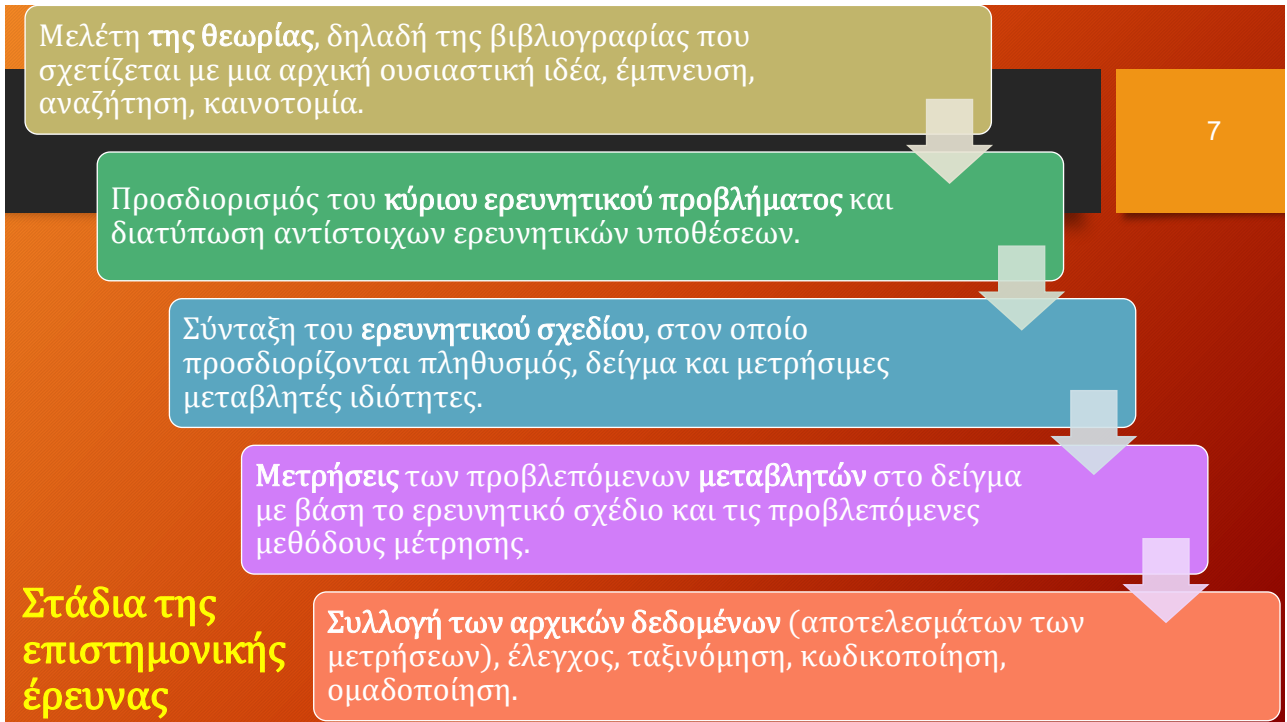 Μελέτη της θεωρίας, δηλαδή της βιβλιογραφίας που
σχετίζεται με μια αρχική ουσιαστική ιδέα, έμπνευση,
αναζήτηση, καινοτομία.
7
Προσδιορισμός του κύριου ερευνητικού προβλήματος και
διατύπωση αντίστοιχων ερευνητικών υποθέσεων.
Σύνταξη του ερευνητικού σχεδίου, στον οποίο
προσδιορίζονται πληθυσμός, δείγμα και μετρήσιμες
μεταβλητές ιδιότητες.
Μετρήσεις των προβλεπόμενων μεταβλητών στο δείγμα
με βάση το ερευνητικό σχέδιο και τις προβλεπόμενες
μεθόδους μέτρησης.
Στάδια της
επιστημονικής
έρευνας
Συλλογή των αρχικών δεδομένων (αποτελεσμάτων των
μετρήσεων), έλεγχος, ταξινόμηση, κωδικοποίηση,
ομαδοποίηση.